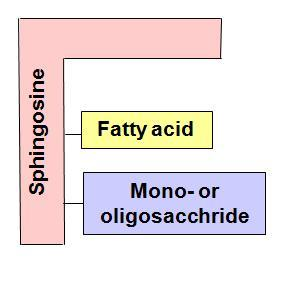 Sphingosine
Fatty acid
Mono- or
oligosacchride